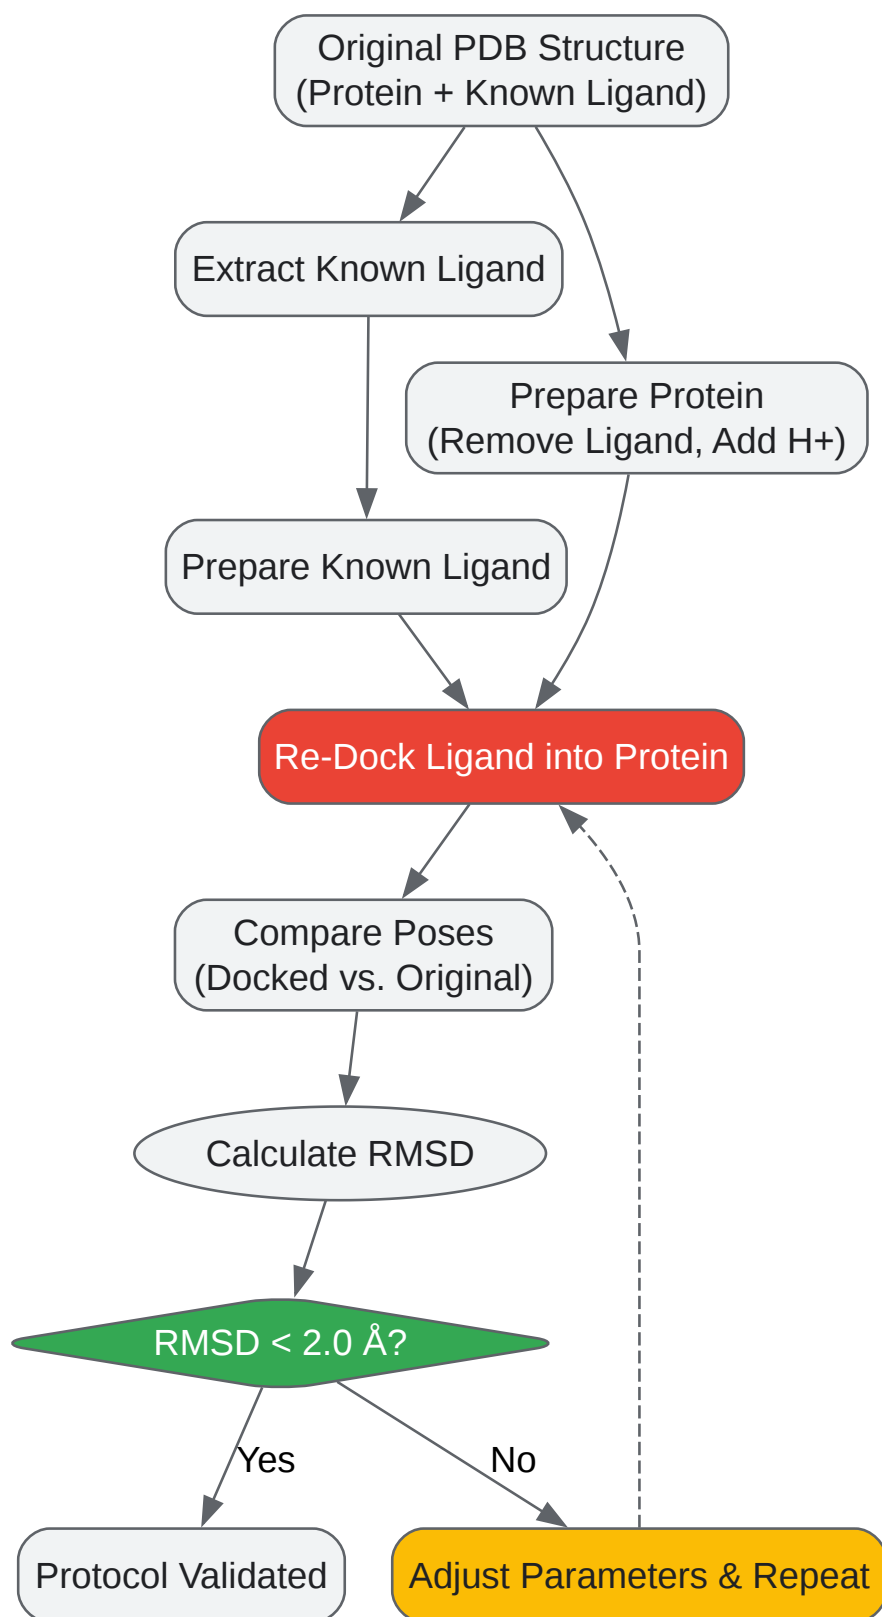 Original PDB Structure
(Protein + Known Ligand)
Extract Known Ligand
Prepare Protein
(Remove Ligand, Add H+)
Prepare Known Ligand
Re-Dock Ligand into Protein
Compare Poses
(Docked vs. Original)
Calculate RMSD
RMSD < 2.0 Å?
Yes
No
Protocol Validated
Adjust Parameters & Repeat